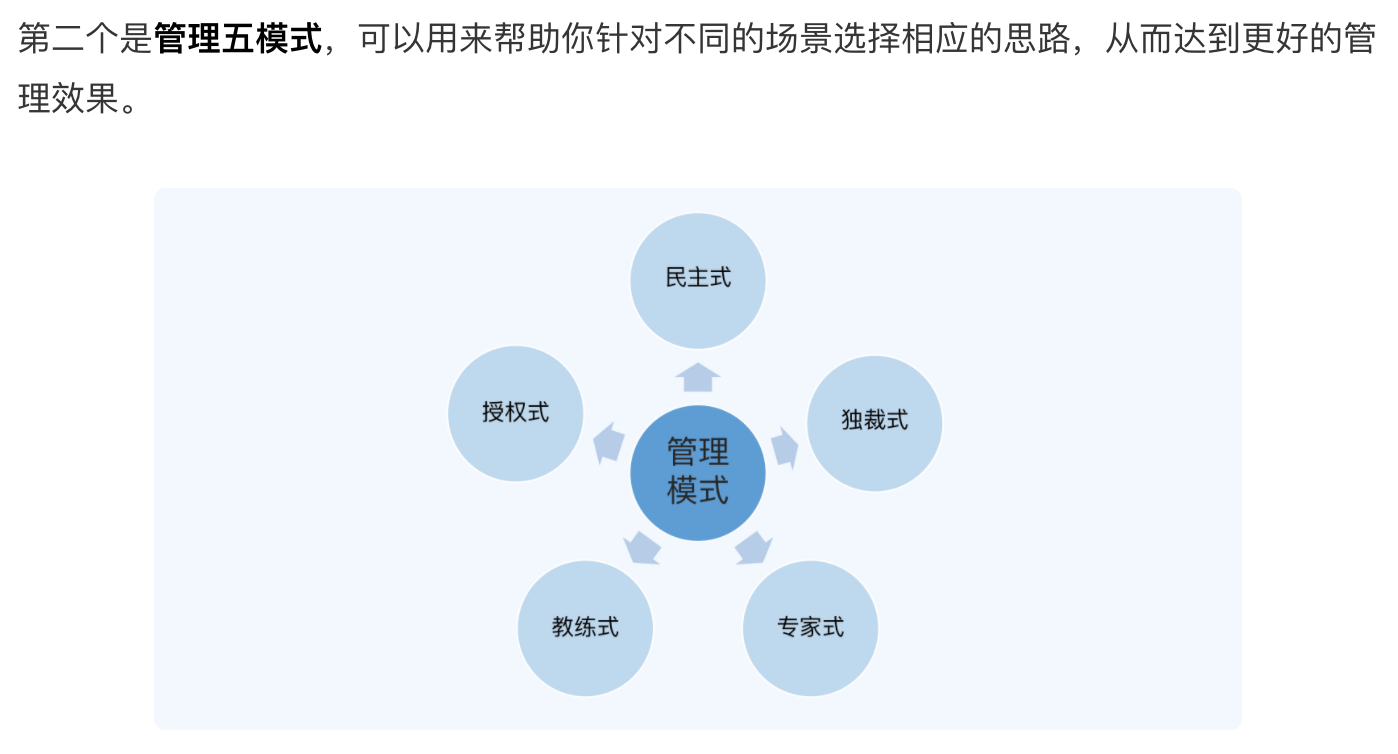 第二个是管理五模式，可以用来帮助你针对不同的场景选择相应的思路，从而达到更好的管
理效果。
民主式
授权式
独裁式
管理
模式
教练式
专家式